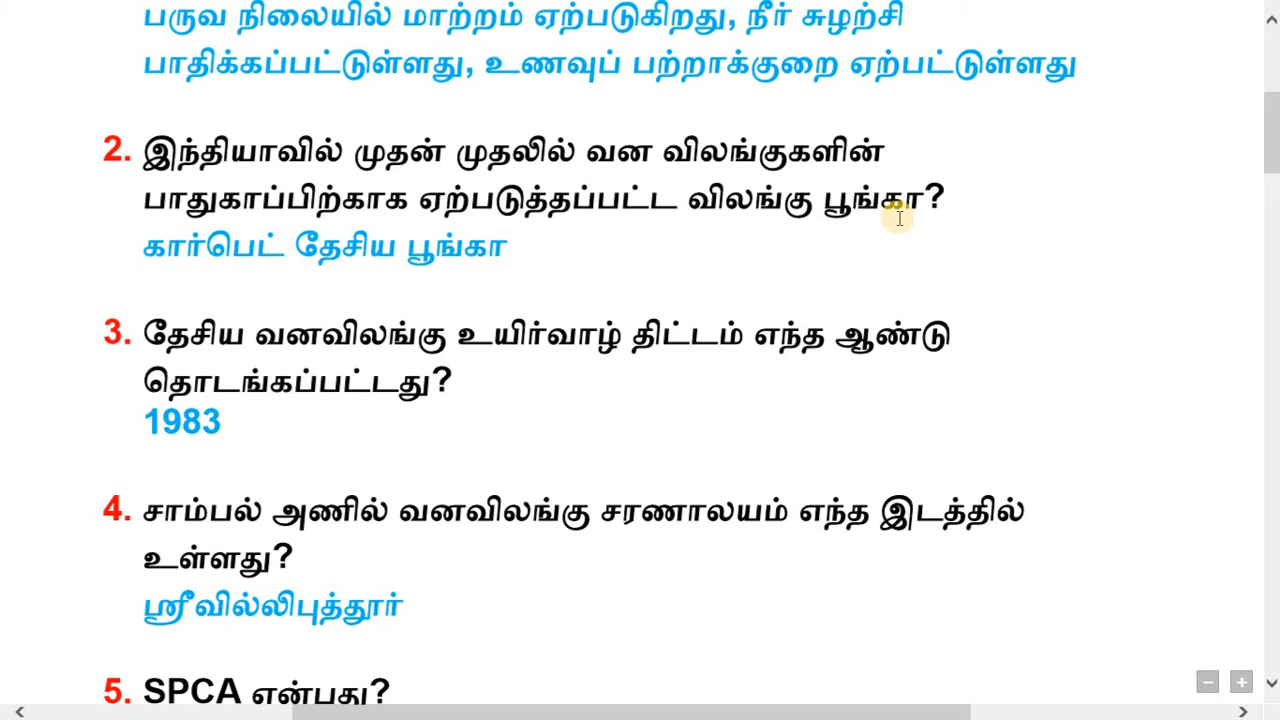 பருவ நிலையில் மாற்றம் ஏற்படுகிறது, நீர் சுழற்சி
பாதிக்கப்பட்டுள்ளது, உணவுப் பற்றாக்குறை ஏற்பட்டுள்ளது
2. இந்தியாவில் முதன் முதலில் வன விலங்குகளின்
பாதுகாப்பிற்காக ஏற்படுத்தப்பட்ட விலங்கு பூங்கா?
கார்பெட் தேசிய பூங்கா
3. தேசிய வனவிலங்கு உயிர்வாழ் திட்டம் எந்த ஆண்டு
தொடங்கப்பட்டது?
1983
4. சாம்பல் அணில் வனவிலங்கு சரணாலயம் எந்த இடத்தில்
உள்ளது?
ஸ்ரீவில்லிபுத்தூர்
5. SPCA என்பது?